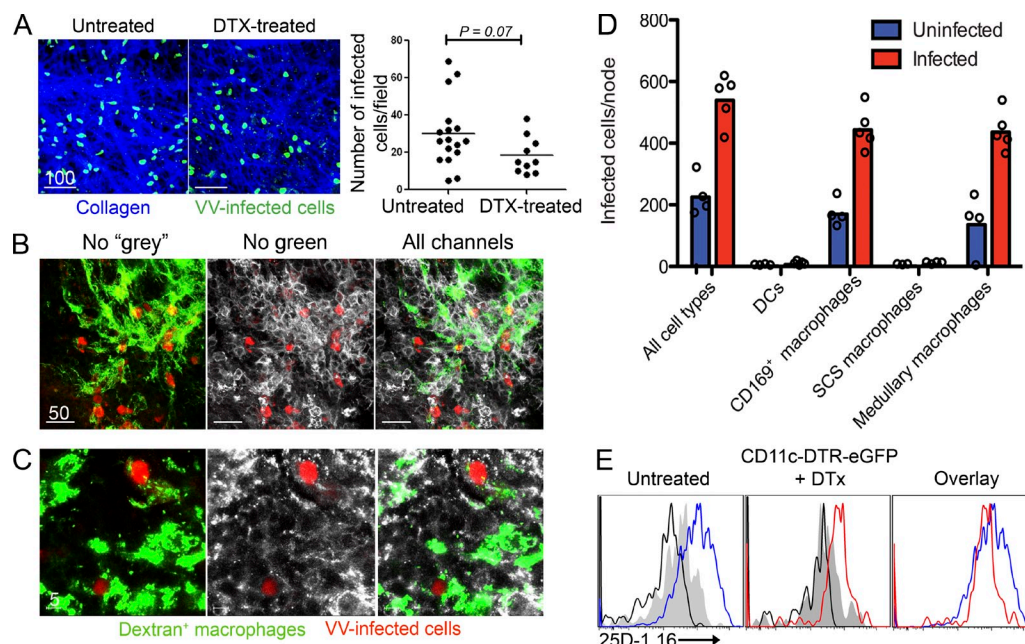 A
Untreated
DTX-treated
100
Collagen
VV-infected cells
Number of infected
cells/field
80
60
40
20
0
P = 0.07
Untreated
DTX-treated
B
No "grey"
No green
All channels
50
C
5
Dextran+ macrophages
VV-infected cells
D
Infected cells/node
800
600
400
200
0
Uninfected
Infected
All cell types
DCs
CD169+ macrophages
SCS macrophages
Medullary macrophages
E
CD11c-DTR-eGFP
Untreated
+ DTx
Overlay
25D-1.16